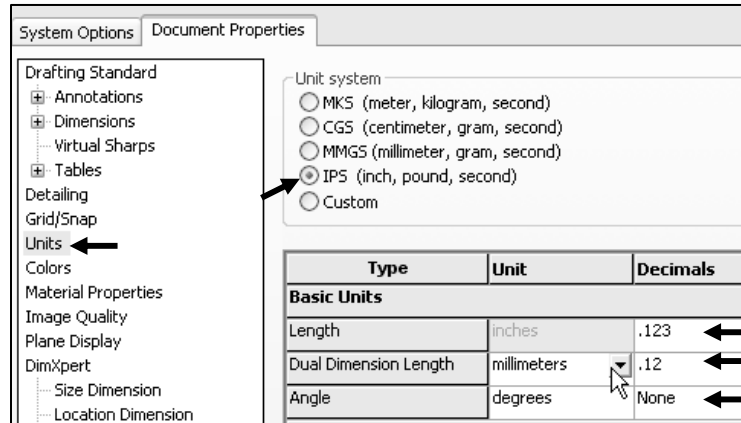 System Options
Document Properties
Drafting Standard
Annotations
Dimensions
Virtual Sharps
Tables
Detailing
Grid/Snap
Units
Colors
Material Properties
Image Quality
Plane Display
DimXpert
Size Dimension
Location Dimension
Unit system
MKS (meter, kilogram, second)
CGS (centimeter, gram, second)
MMGS (millimeter, gram, second)
IPS (inch, pound, second)
Custom
Type Unit Decimals
Basic Units
Length inches .123
Dual Dimension Length millimeters .12
Angle degrees None